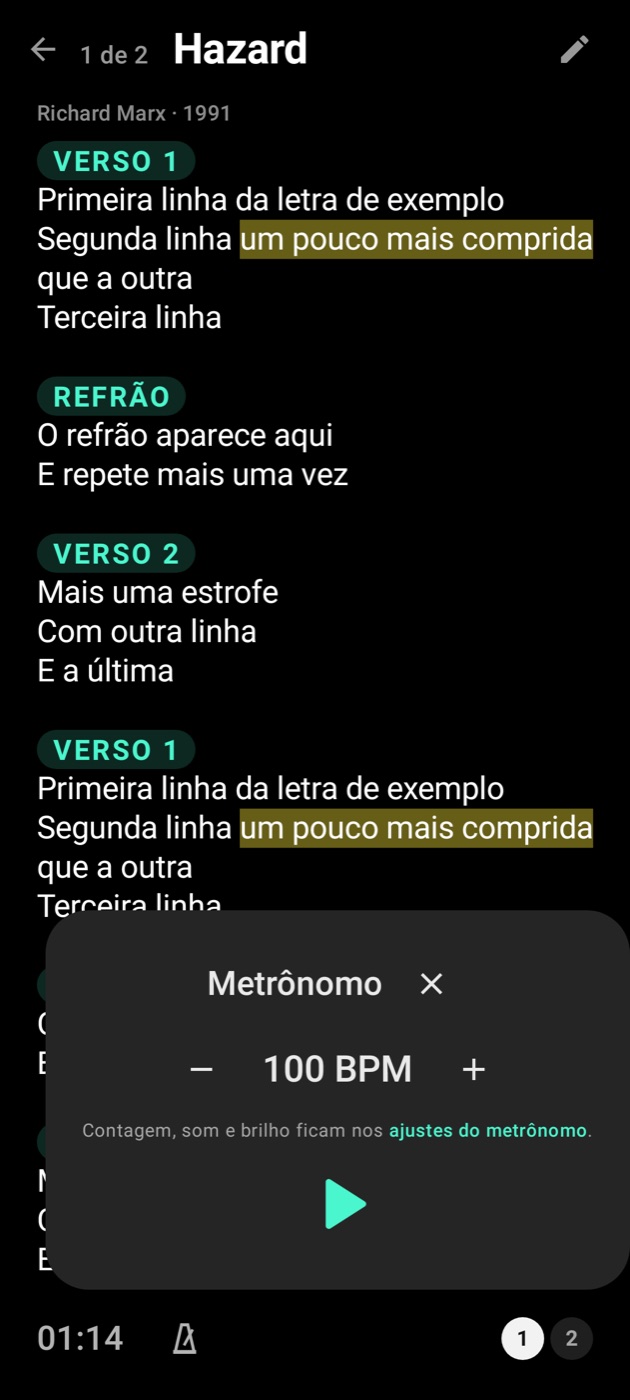 1 de 2 Hazard
Richard Marx · 1991
VERSO 1
Primeira linha da letra de exemplo
Segunda linha um pouco mais comprida
que a outra
Terceira linha
REFRÃO
O refrão aparece aqui
E repete mais uma vez
VERSO 2
Mais uma estrofe
Com outra linha
E a última
VERSO 1
Primeira linha da letra de exemplo
Segunda linha um pouco mais comprida
que a outra
Terceira linha
Metrônomo
100 BPM
Contagem, som e brilho ficam nos ajustes do metrônomo.
01:14
1 2